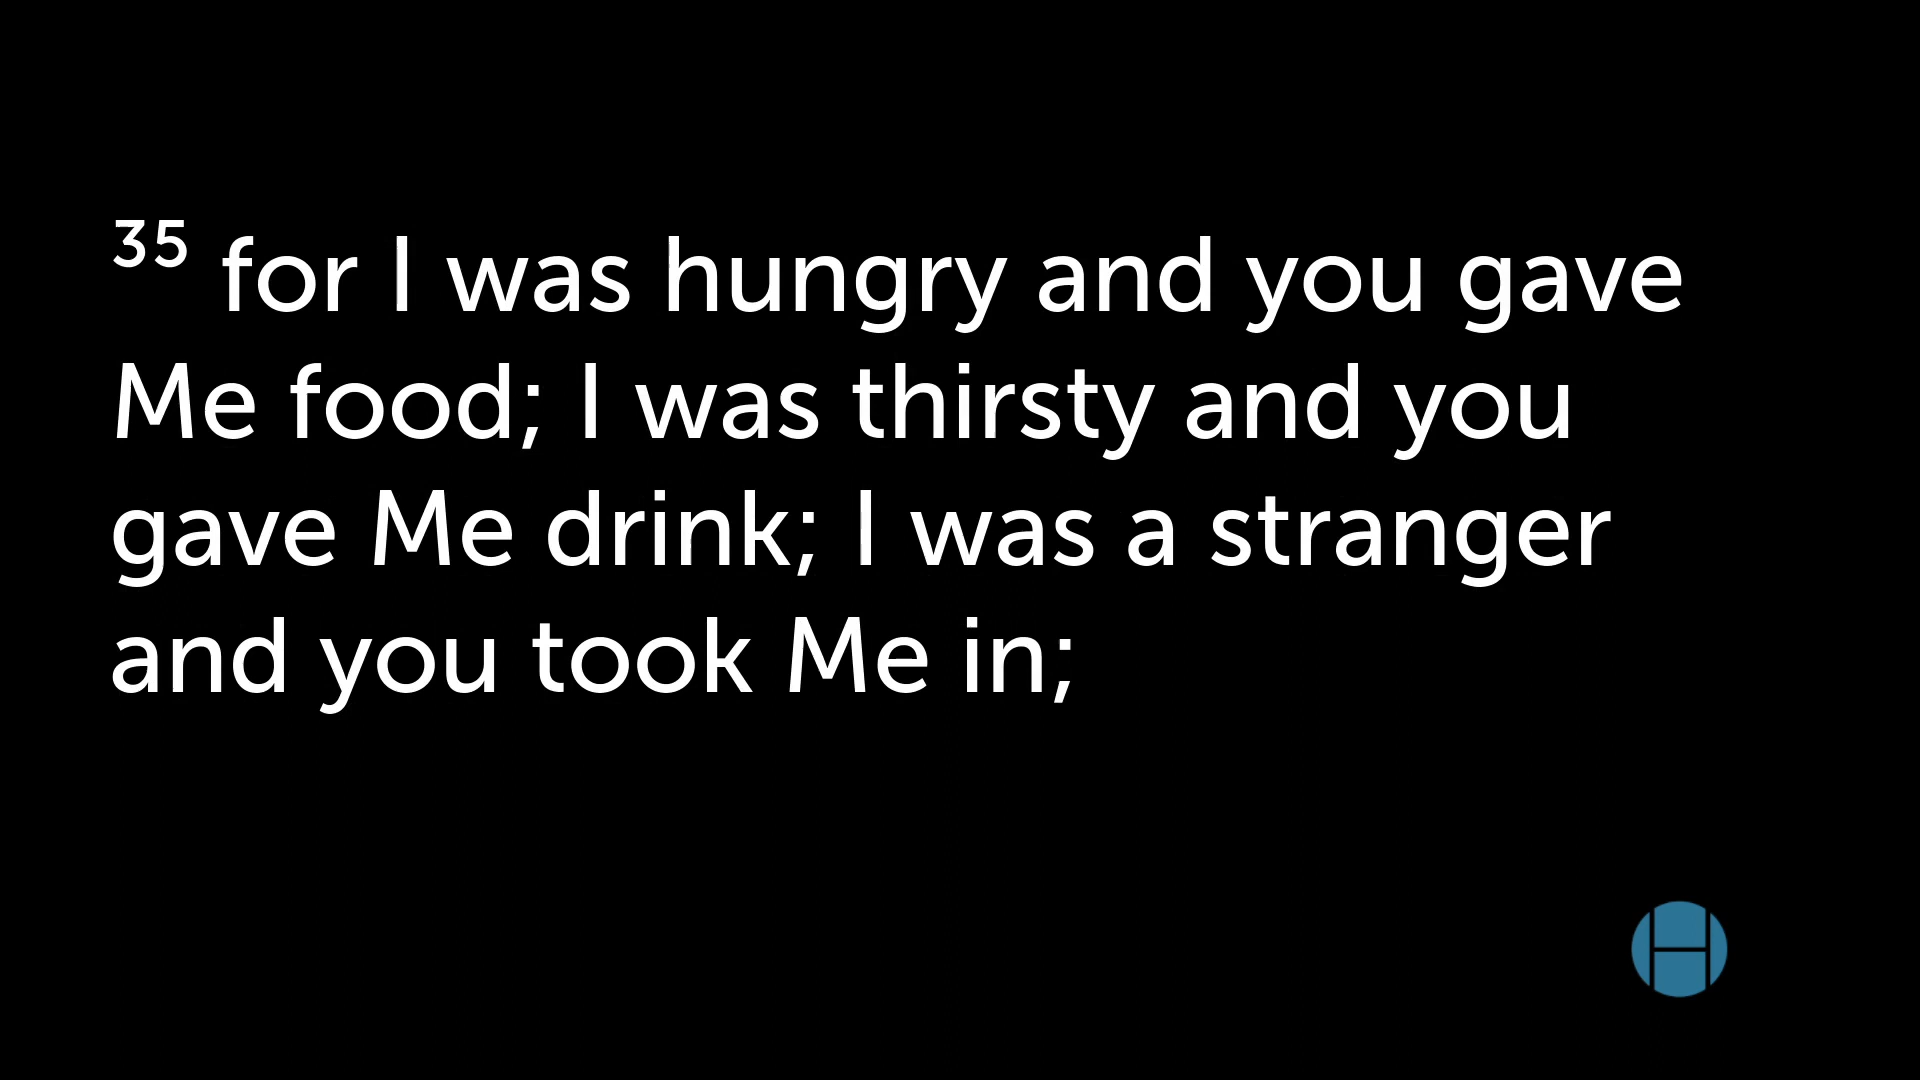 ³⁵ for I was hungry and you gave
Me food; I was thirsty and you
gave Me drink; I was a stranger
and you took Me in;